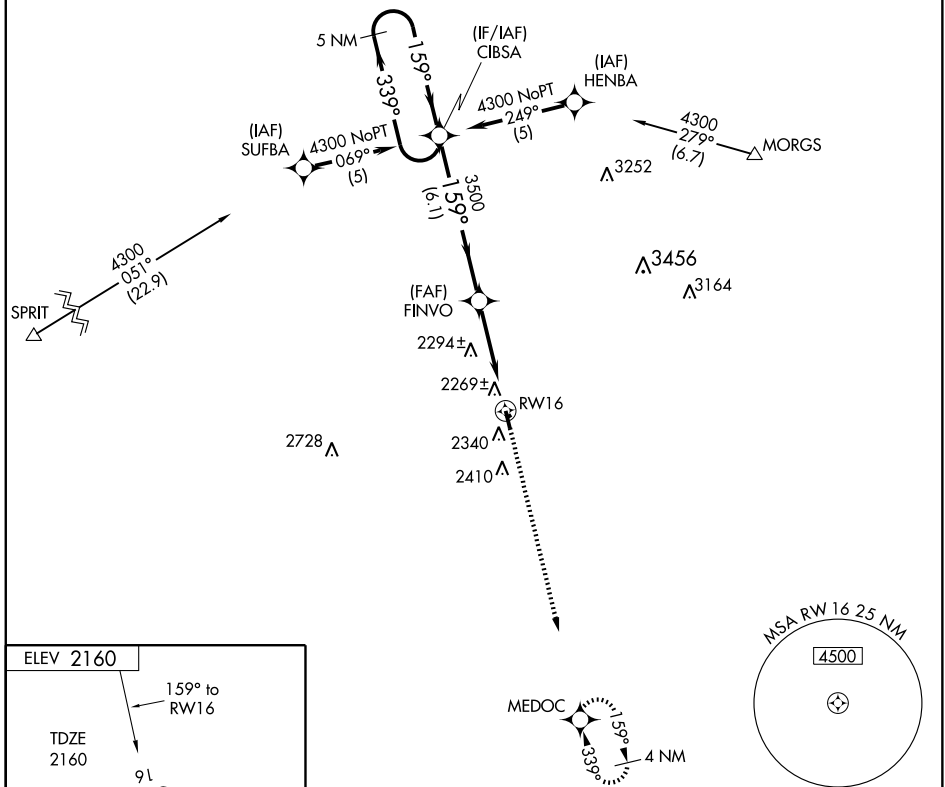 5 NM
159°
339°
(IF/IAF)
CIBSA
(IAF)
HENBA
4300 NoPT
249°
(5)
4300
279°
(6.7)
MORGS
(IAF)
SUFBA
4300 NoPT
069°
(5)
3252
3500
159°
(6.1)
4300
051°
(22.9)
SPRIT
3456
3164
(FAF)
FINVO
2294±
2269±
RW16
2340
2728
2410
MSA RW 16 25 NM
4500
ELEV 2160
159° to
RW16
TDZE
2160
16
MEDOC
159°
339°
4 NM